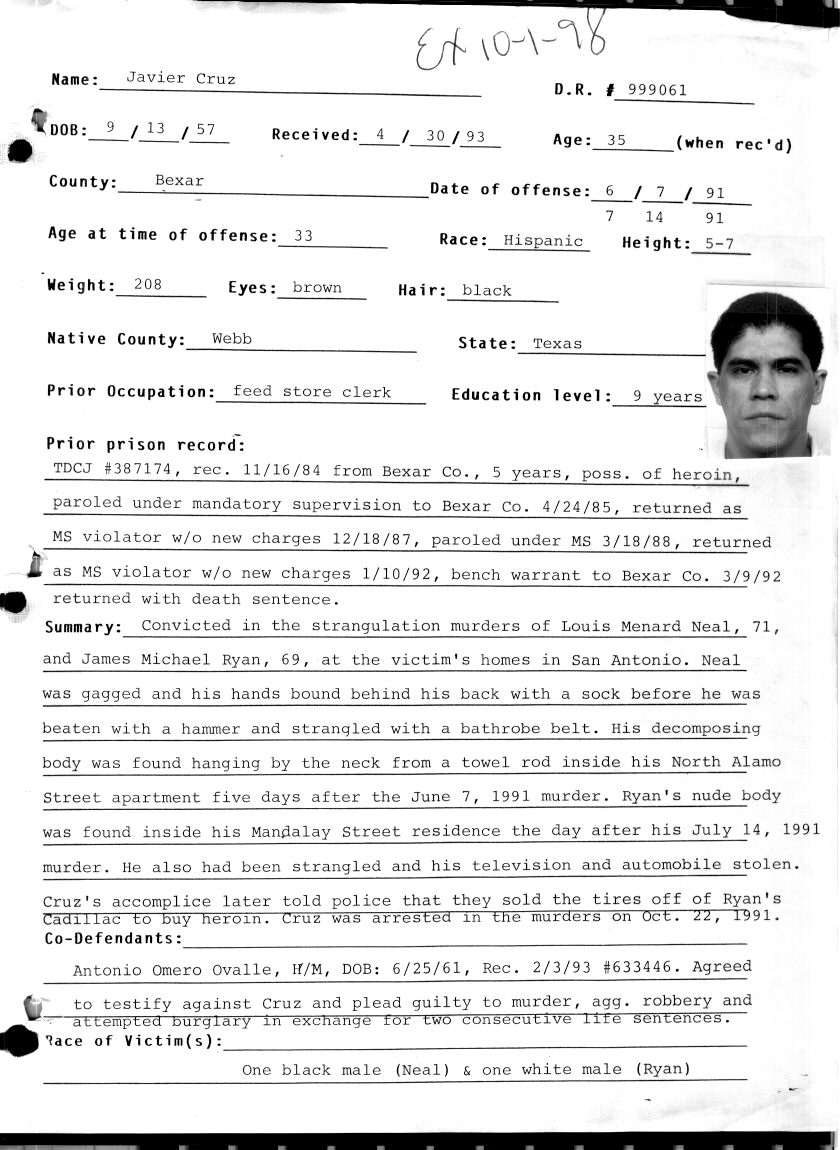 Ex 10-1-98
Name: Javier Cruz D.R. # 999061
DOB: 9 / 13 / 57 Received: 4 / 30 / 93 Age: 35 (when rec'd)
County: Bexar Date of offense: 6 / 7 / 91
7 14 91
Age at time of offense: 33 Race: Hispanic Height: 5-7
Weight: 208 Eyes: brown Hair: black
Native County: Webb State: Texas
Prior Occupation: feed store clerk Education level: 9 years
Prior prison record:
TDCJ #387174, rec. 11/16/84 from Bexar Co., 5 years, poss. of heroin,
paroled under mandatory supervision to Bexar Co. 4/24/85, returned as
MS violator w/o new charges 12/18/87, paroled under MS 3/18/88, returned
as MS violator w/o new charges 1/10/92, bench warrant to Bexar Co. 3/9/92
returned with death sentence.
Summary: Convicted in the strangulation murders of Louis Menard Neal, 71,
and James Michael Ryan, 69, at the victim's homes in San Antonio. Neal
was gagged and his hands bound behind his back with a sock before he was
beaten with a hammer and strangled with a bathrobe belt. His decomposing
body was found hanging by the neck from a towel rod inside his North Alamo
Street apartment five days after the June 7, 1991 murder. Ryan's nude body
was found inside his Mandalay Street residence the day after his July 14, 1991
murder. He also had been strangled and his television and automobile stolen.
Cruz's accomplice later told police that they sold the tires off of Ryan's
Cadillac to buy heroin. Cruz was arrested in the murders on Oct. 22, 1991.
Co-Defendants:
Antonio Omero Ovalle, H/M, DOB: 6/25/61, Rec. 2/3/93 #633446. Agreed
to testify against Cruz and plead guilty to murder, agg. robbery and
attempted burglary in exchange for two consecutive life sentences.
Race of Victim(s):
One black male (Neal) & one white male (Ryan)